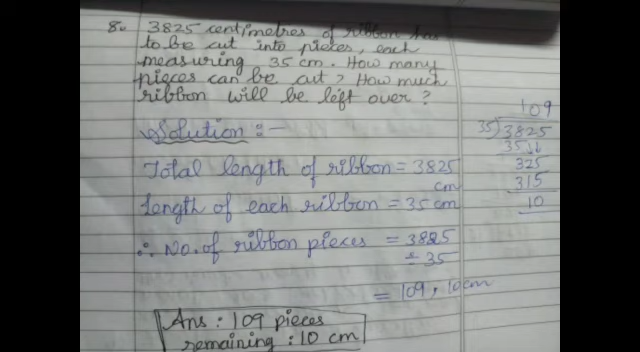 8. 3825 centimetres of ribbon has
to be cut into pieces, each
measuring 35 cm. How many
pieces can be cut? How much
ribbon will be left over?
Solution :-
Total length of ribbon = 3825
cm
Length of each ribbon = 35 cm
∴ No. of ribbon pieces = 3825
÷ 35
= 109, 10cm
Ans : 109 pieces
remaining : 10 cm
109
35)3825
35↓↓
325
315
10